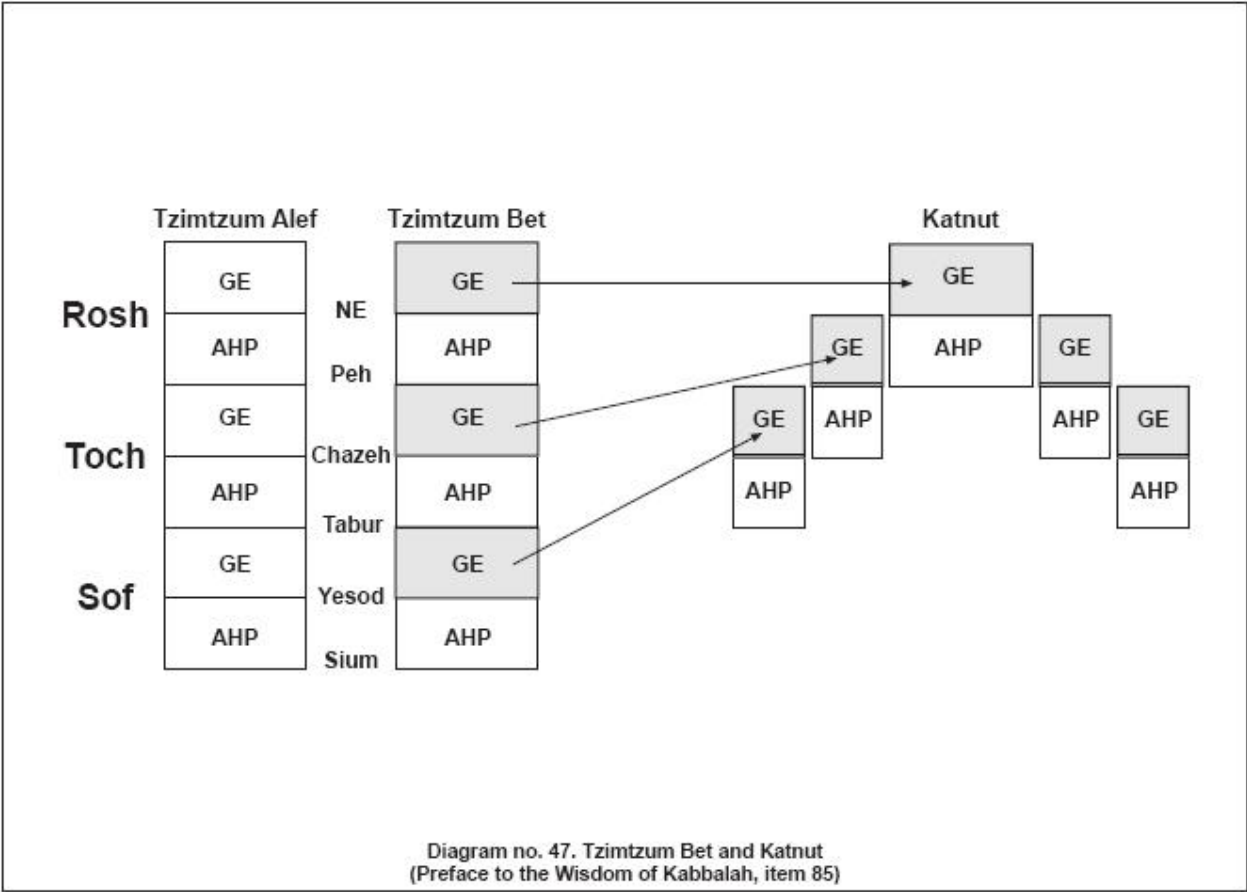 Tzimtzum Alef Tzimtzum Bet Katnut
GE GE GE
Rosh NE
AHP AHP GE AHP GE
Peh
GE GE GE AHP AHP GE
Toch Chazeh
AHP AHP AHP AHP
Tabur
GE GE
Sof Yesod
AHP AHP
Sium
Diagram no. 47. Tzimtzum Bet and Katnut
(Preface to the Wisdom of Kabbalah, item 85)